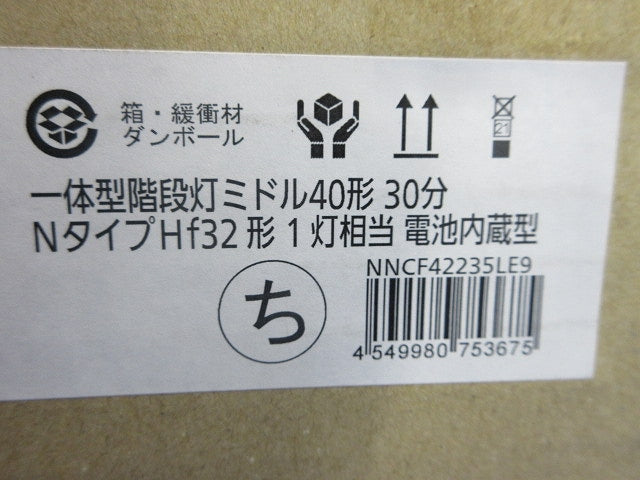 箱・緩衝材
ダンボール
21
一体型階段灯ミドル40形 30分
NタイプHf32形1灯相当 電池内蔵型
NNCF42235LE9
ち
4 549980 753675